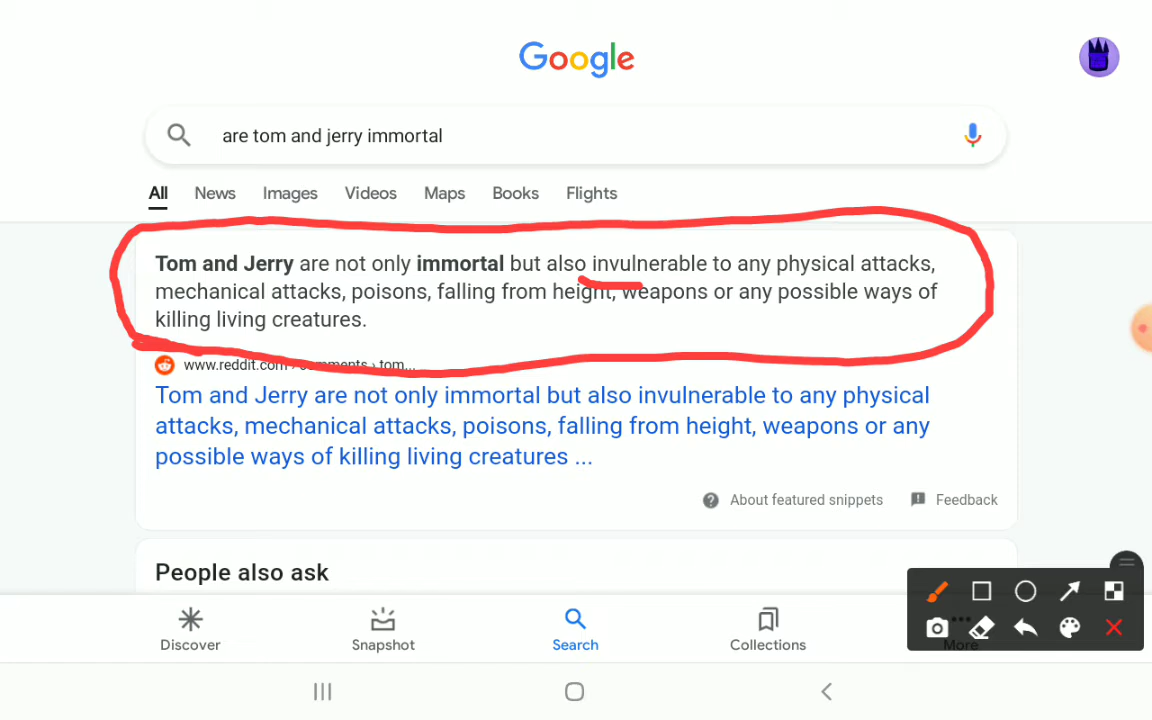 Google
are tom and jerry immortal
All News Images Videos Maps Books Flights
Tom and Jerry are not only immortal but also invulnerable to any physical attacks,
mechanical attacks, poisons, falling from height, weapons or any possible ways of
killing living creatures.
www.reddit.com › comments › tom...
Tom and Jerry are not only immortal but also invulnerable to any physical
attacks, mechanical attacks, poisons, falling from height, weapons or any
possible ways of killing living creatures ...
About featured snippets Feedback
People also ask
Discover Snapshot Search Collections More